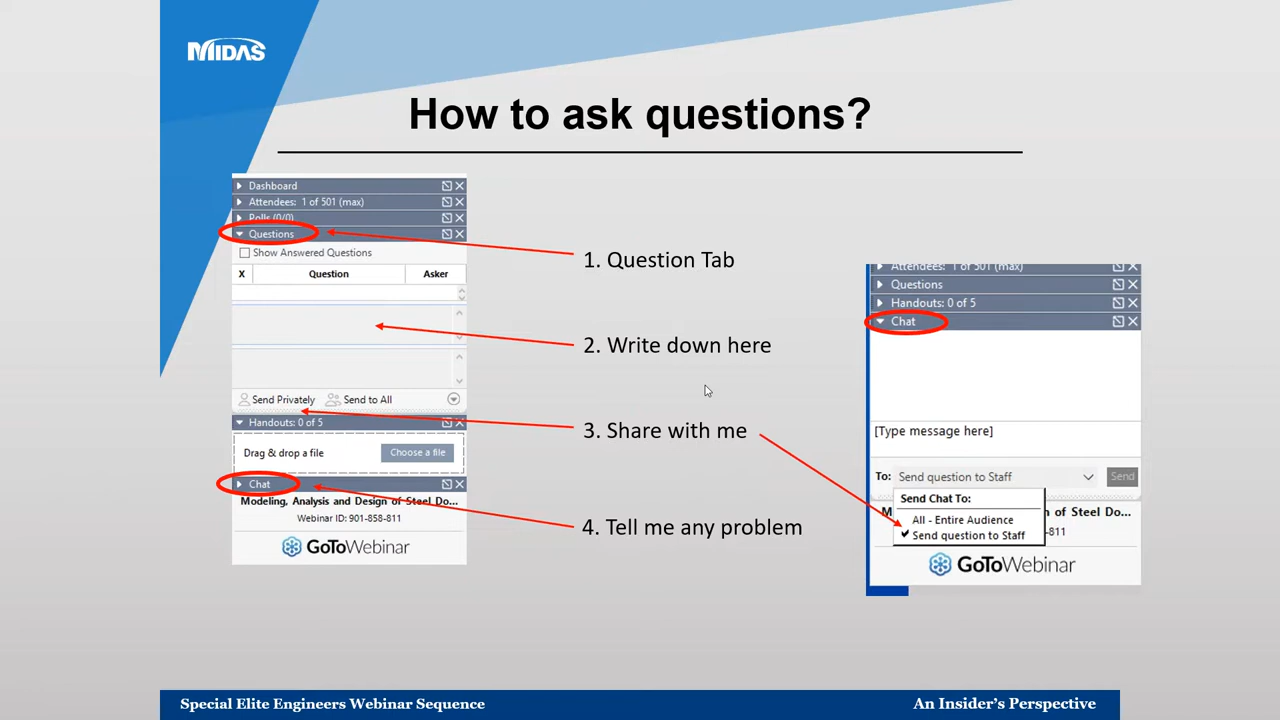 MIDAS
How to ask questions?
Dashboard
Attendees: 1 of 501 (max)
Polls (0/0)
Questions
Show Answered Questions
X Question Asker
Send Privately Send to All
Handouts: 0 of 5
Drag & drop a file Choose a file
Chat
Modeling, Analysis and Design of Steel Do...
Webinar ID: 901-858-811
GoToWebinar
1. Question Tab
2. Write down here
3. Share with me
4. Tell me any problem
Attendees: 1 of 501 (max)
Questions
Handouts: 0 of 5
Chat
[Type message here]
To: Send question to Staff Send
Send Chat To:
All - Entire Audience
Send question to Staff
M n of Steel Do...
-811
GoToWebinar
Special Elite Engineers Webinar Sequence
An Insider's Perspective